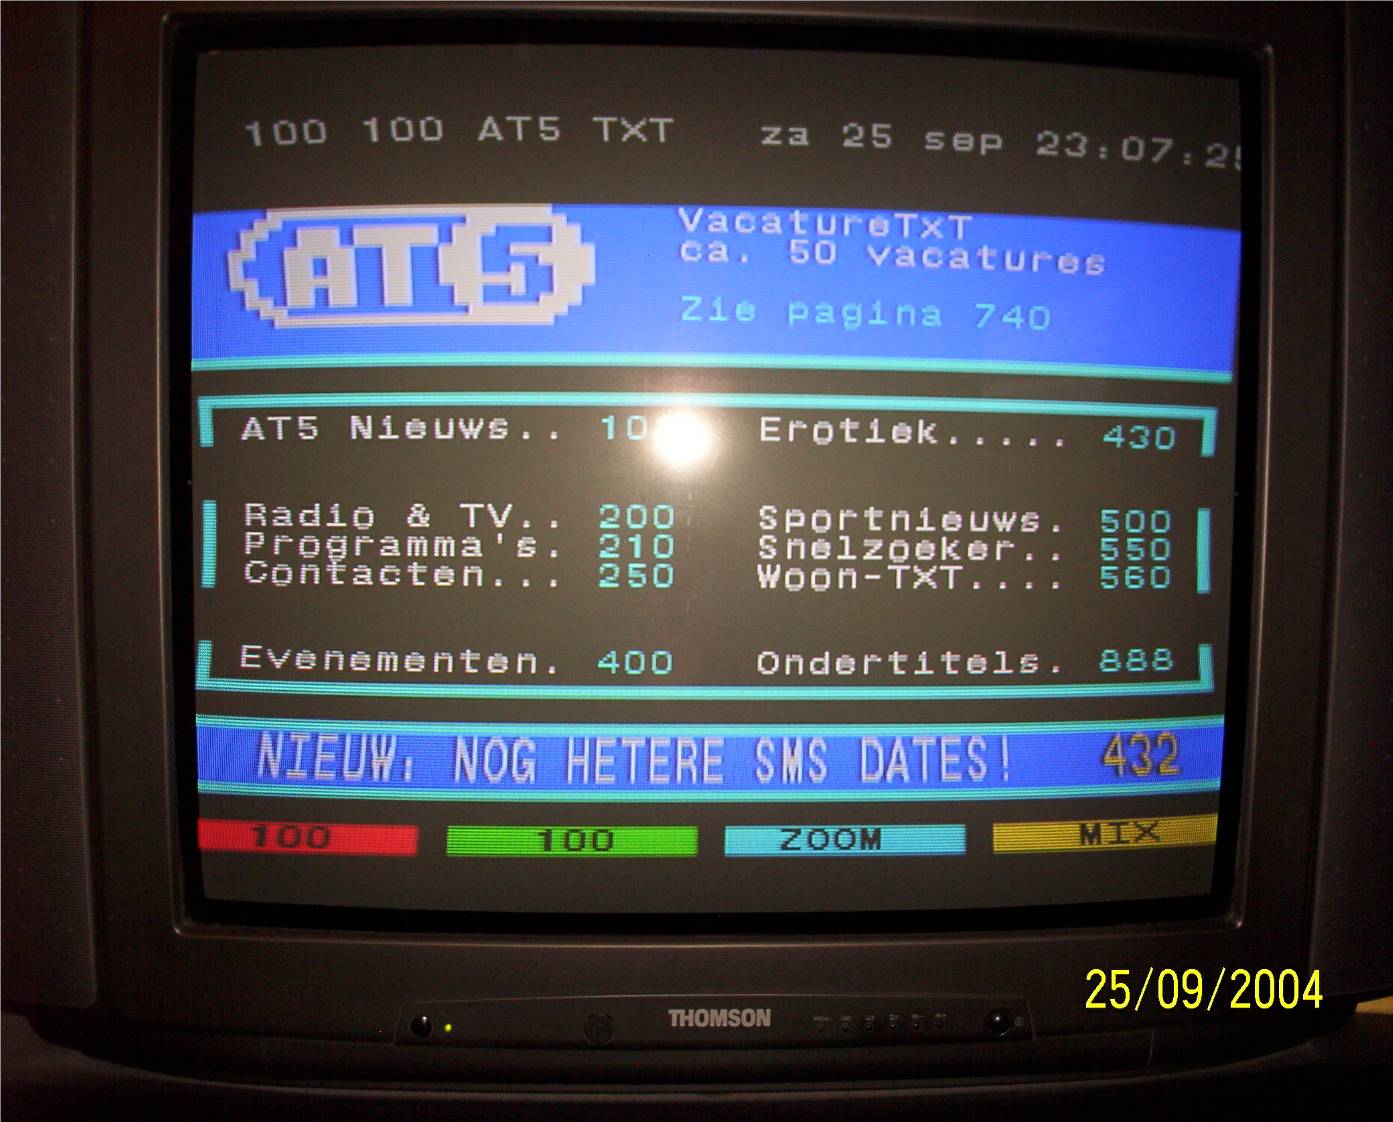 100 100 AT5 TXT za 25 sep 23:07:25
AT5
VacatureTxT
ca. 50 vacatures
Zie pagina 740
AT5 Nieuws..
Erotiek..... 430
Radio & TV.. 200
Programma's. 210
Contacten... 250
Sportnieuws. 500
Snelzoeker.. 550
Woon-TXT.... 560
Evenementen. 400
Ondertitels. 888
NIEUW: NOG HETERE SMS DATES! 432
100 100 ZOOM MIX
25/09/2004
THOMSON